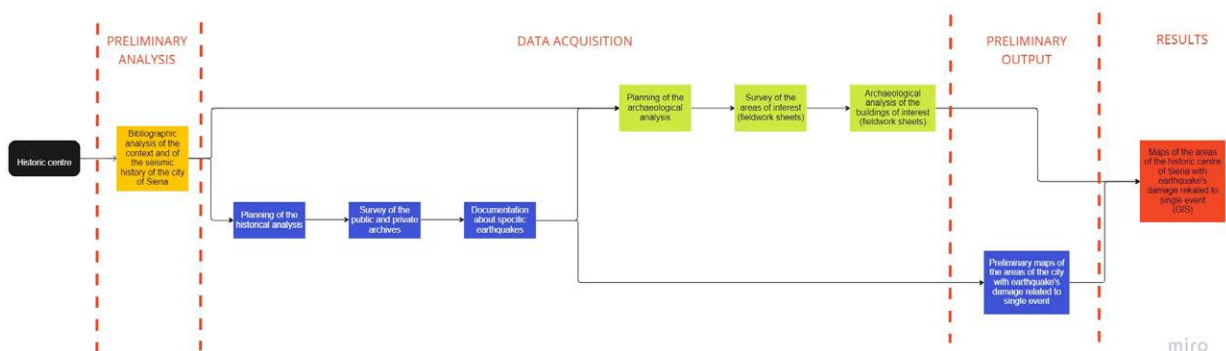 PRELIMINARY
ANALYSIS
DATA ACQUISITION
PRELIMINARY
OUTPUT
RESULTS
Historic centre
Bibliographic
analysis of the
context and of
the seismic
history of the city
of Siena
Planning of the
archaeological
analysis
Survey of the
areas of interest
(fieldwork sheets)
Archaeological
analysis of the
buildings of interest
(fieldwork sheets)
Planning of the
historical analysis
Survey of the
public and private
archives
Documentation
about specific
earthquakes
Preliminary maps of
the areas of the city
with earthquake's
damage related to
single event
Maps of the areas
of the historic centre
of Siena with
earthquake's
damage rekated to
single event
(GIS)
miro